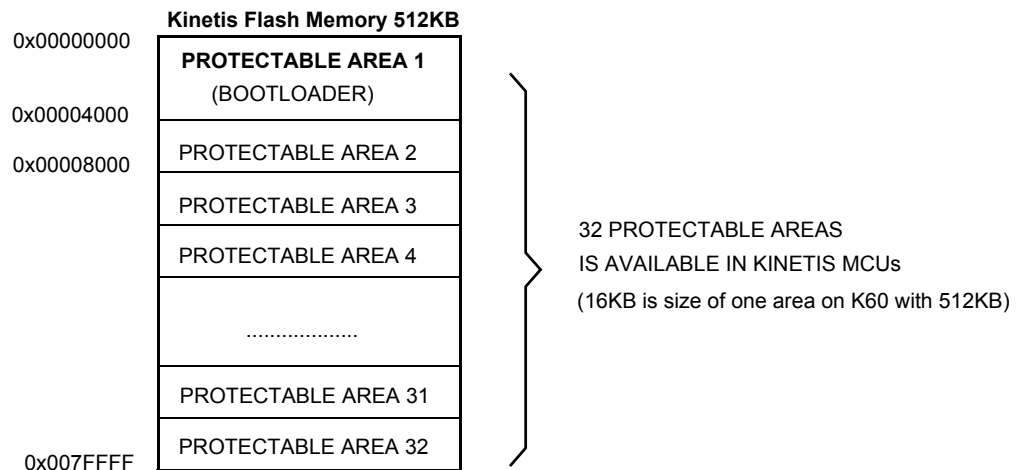 Kinetis Flash Memory 512KB
0x00000000
PROTECTABLE AREA 1
(BOOTLOADER)
0x00004000
PROTECTABLE AREA 2
0x00008000
PROTECTABLE AREA 3
PROTECTABLE AREA 4
...................
PROTECTABLE AREA 31
PROTECTABLE AREA 32
0x007FFFF
32 PROTECTABLE AREAS
IS AVAILABLE IN KINETIS MCUs
(16KB is size of one area on K60 with 512KB)